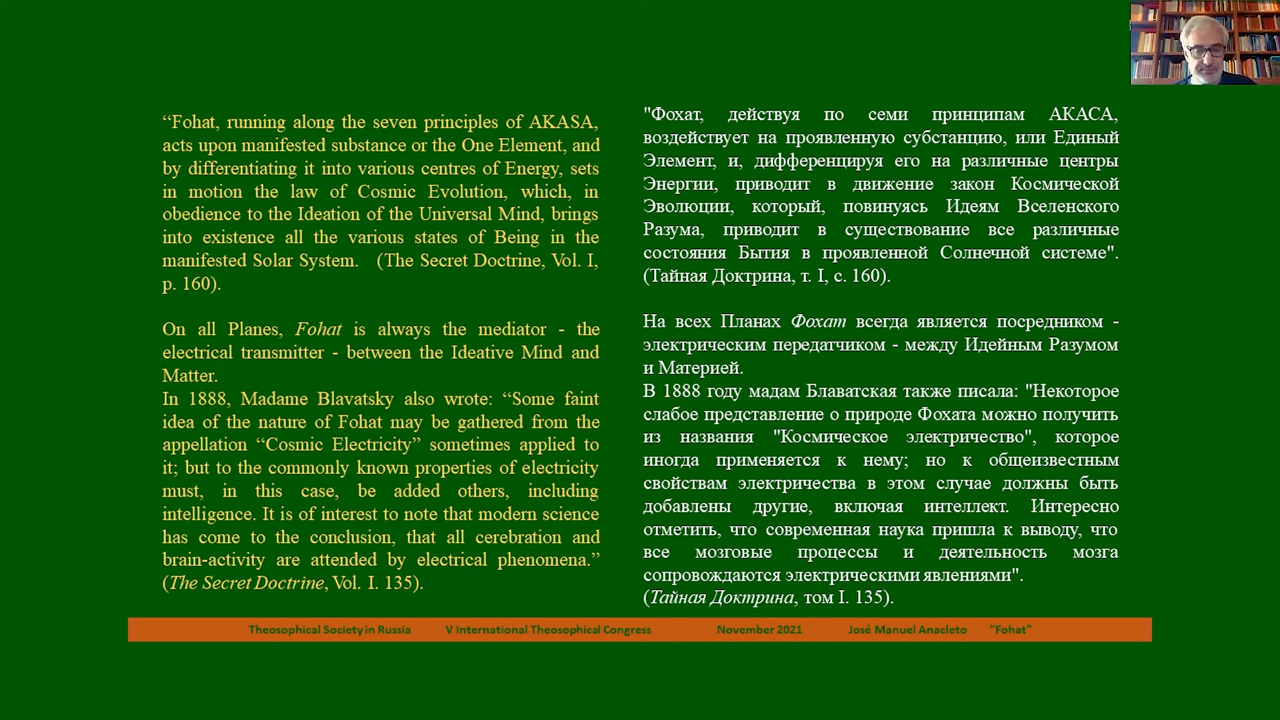 “Fohat, running along the seven principles of AKASA,
acts upon manifested substance or the One Element, and
by differentiating it into various centres of Energy, sets
in motion the law of Cosmic Evolution, which, in
obedience to the Ideation of the Universal Mind, brings
into existence all the various states of Being in the
manifested Solar System. (The Secret Doctrine, Vol. I,
p. 160).
On all Planes, Fohat is always the mediator - the
electrical transmitter - between the Ideative Mind and
Matter.
In 1888, Madame Blavatsky also wrote: “Some faint
idea of the nature of Fohat may be gathered from the
appellation “Cosmic Electricity” sometimes applied to
it; but to the commonly known properties of electricity
must, in this case, be added others, including
intelligence. It is of interest to note that modern science
has come to the conclusion, that all cerebration and
brain-activity are attended by electrical phenomena.”
(The Secret Doctrine, Vol. I. 135).
"Фохат, действуя по семи принципам АКАСА,
воздействует на проявленную субстанцию, или Единый
Элемент, и, дифференцируя его на различные центры
Энергии, приводит в движение закон Космической
Эволюции, который, повинуясь Идеям Вселенского
Разума, приводит в существование все различные
состояния Бытия в проявленной Солнечной системе".
(Тайная Доктрина, т. I, с. 160).
На всех Планах Фохат всегда является посредником -
электрическим передатчиком - между Идейным Разумом
и Материей.
В 1888 году мадам Блаватская также писала: "Некоторое
слабое представление о природе Фохата можно получить
из названия "Космическое электричество", которое
иногда применяется к нему; но к общеизвестным
свойствам электричества в этом случае должны быть
добавлены другие, включая интеллект. Интересно
отметить, что современная наука пришла к выводу, что
все мозговые процессы и деятельность мозга
сопровождаются электрическими явлениями".
(Тайная Доктрина, том I. 135).
Theosophical Society in Russia V International Theosophical Congress November 2021 José Manuel Anacleto "Fohat"